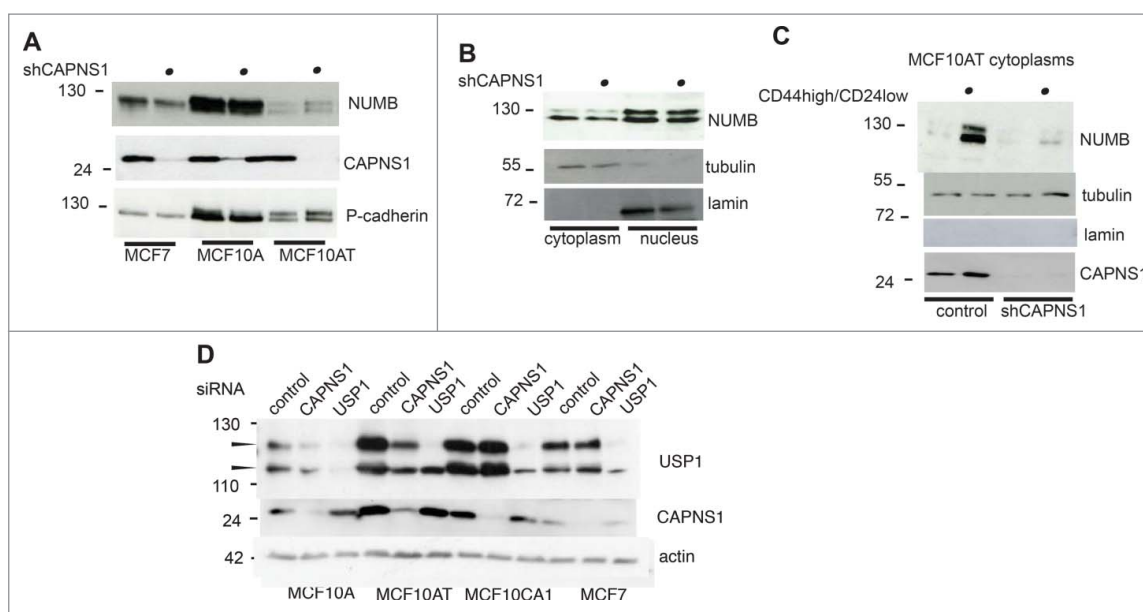 A
shCAPNS1
130
NUMB
CAPNS1
24
130
P-cadherin
MCF7 MCF10A MCF10AT
B
shCAPNS1
130
NUMB
55
tubulin
72
lamin
cytoplasm nucleus
C
MCF10AT cytoplasms
CD44high/CD24low
130
NUMB
55
tubulin
72
lamin
CAPNS1
24
control shCAPNS1
D
siRNA
control CAPNS1 USP1 control CAPNS1 USP1 control CAPNS1 USP1 control CAPNS1 USP1
130
USP1
110
CAPNS1
24
42
actin
MCF10A MCF10AT MCF10CA1 MCF7